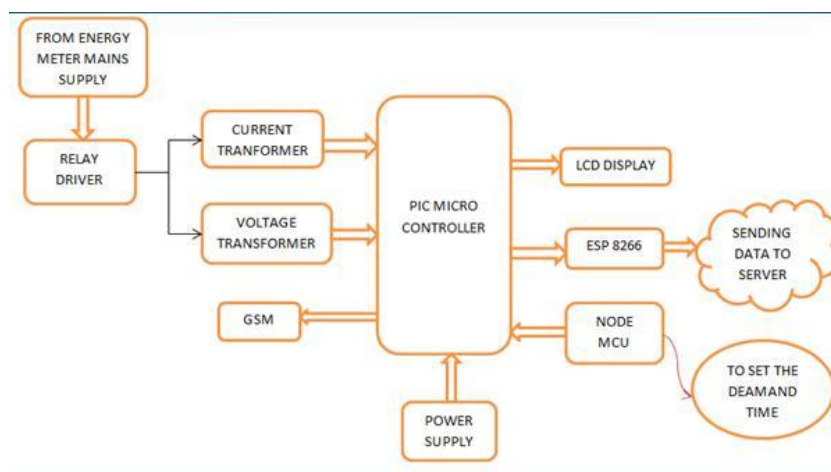 FROM ENERGY
METER MAINS
SUPPLY
RELAY
DRIVER
CURRENT
TRANFORMER
VOLTAGE
TRANSFORMER
GSM
PIC MICRO
CONTROLLER
POWER
SUPPLY
LCD DISPLAY
ESP 8266
SENDING
DATA TO
SERVER
NODE
MCU
TO SET THE
DEAMAND
TIME